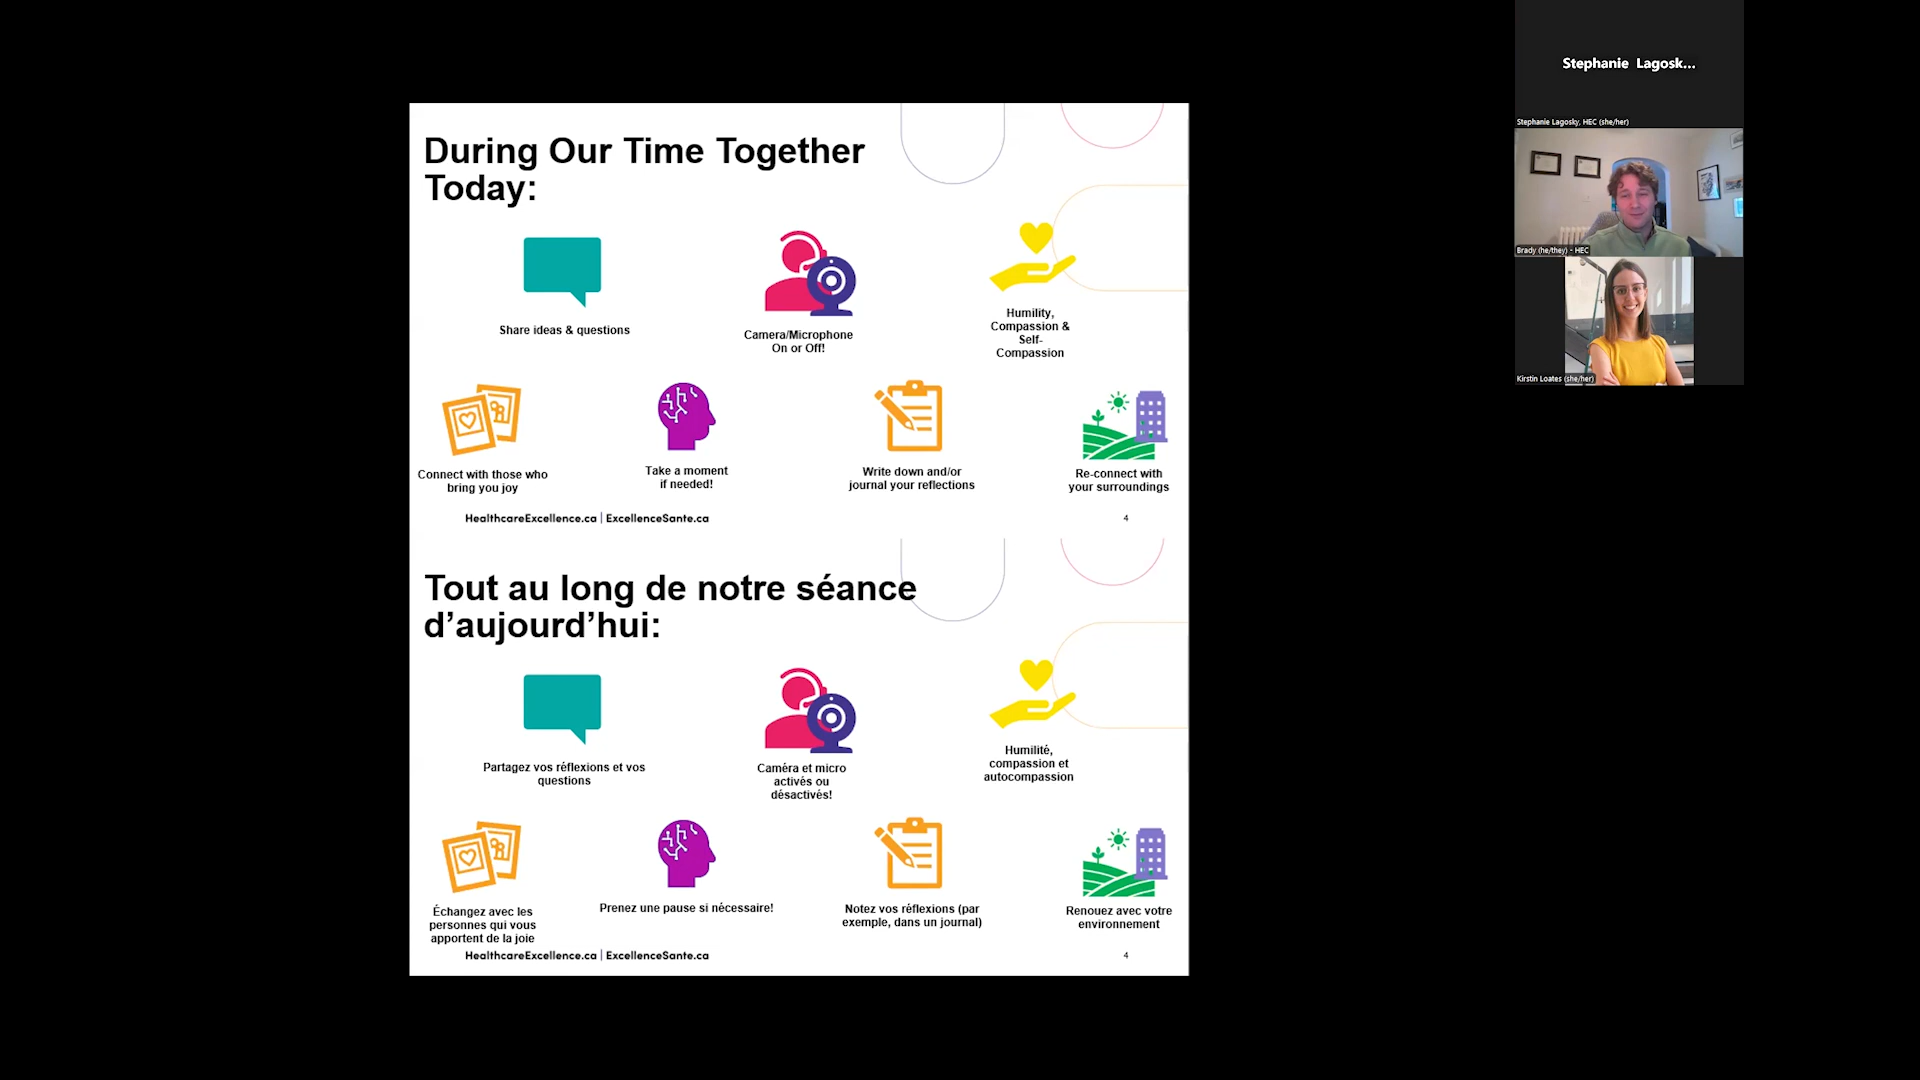 During Our Time Together
Today:
Share ideas & questions
Camera/Microphone
On or Off!
Humility,
Compassion &
Self-
Compassion
Connect with those who
bring you joy
Take a moment
if needed!
Write down and/or
journal your reflections
Re-connect with
your surroundings
HealthcareExcellence.ca | ExcellenceSante.ca
4
Tout au long de notre séance
d’aujourd’hui:
Partagez vos réflexions et vos
questions
Caméra et micro
activés ou
désactivés!
Humilité,
compassion et
autocompassion
Échangez avec les
personnes qui vous
apportent de la joie
Prenez une pause si nécessaire!
Notez vos réflexions (par
exemple, dans un journal)
Renouez avec votre
environnement
HealthcareExcellence.ca | ExcellenceSante.ca
4
Stephanie Lagosk...
Stephanie Lagosky, HEC (she/her)
Brady (he/they) - HEC
Kirstin Loates (she/her)